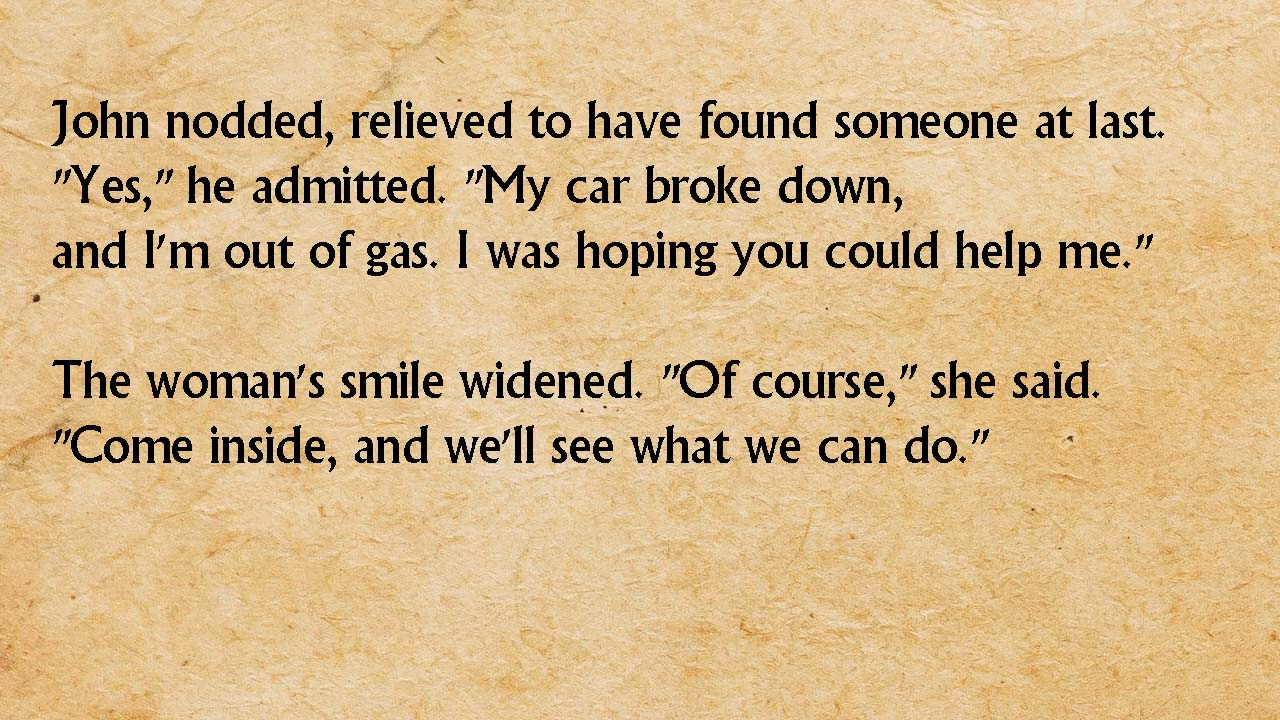 John nodded, relieved to have found someone at last.
"Yes," he admitted. "My car broke down,
and I'm out of gas. I was hoping you could help me."
The woman's smile widened. "Of course," she said.
"Come inside, and we'll see what we can do."